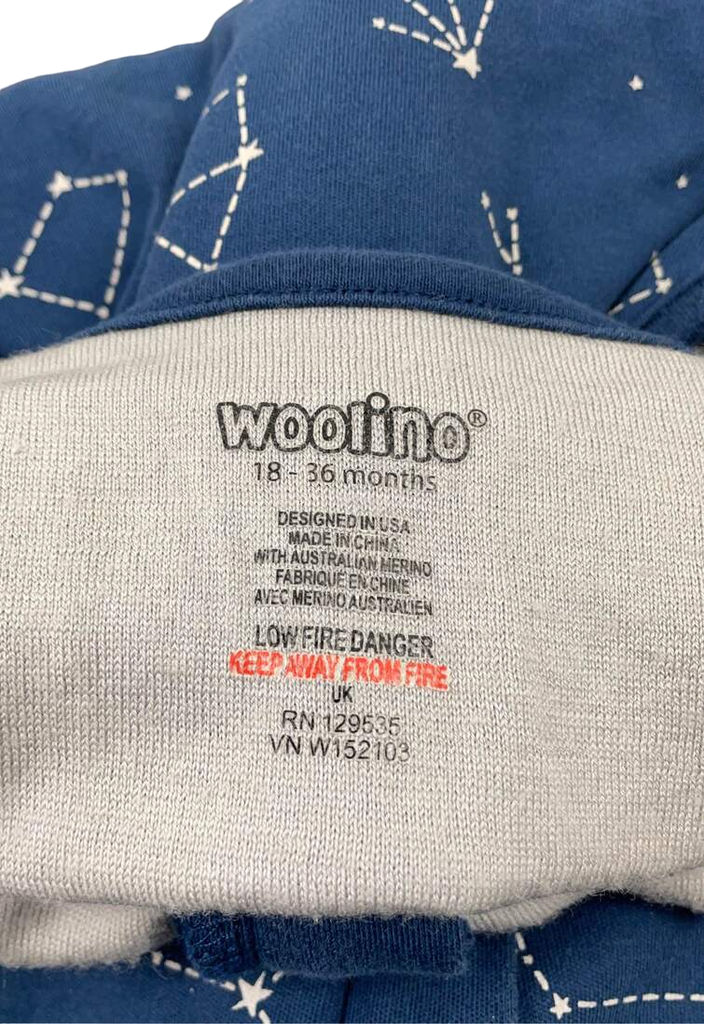 woolino®
18 - 36 months
DESIGNED IN USA
MADE IN CHINA
WITH AUSTRALIAN MERINO
FABRIQUE EN CHINE
AVEC MERINO AUSTRALIEN
LOW FIRE DANGER
KEEP AWAY FROM FIRE
UK
RN 129535
VN W152103